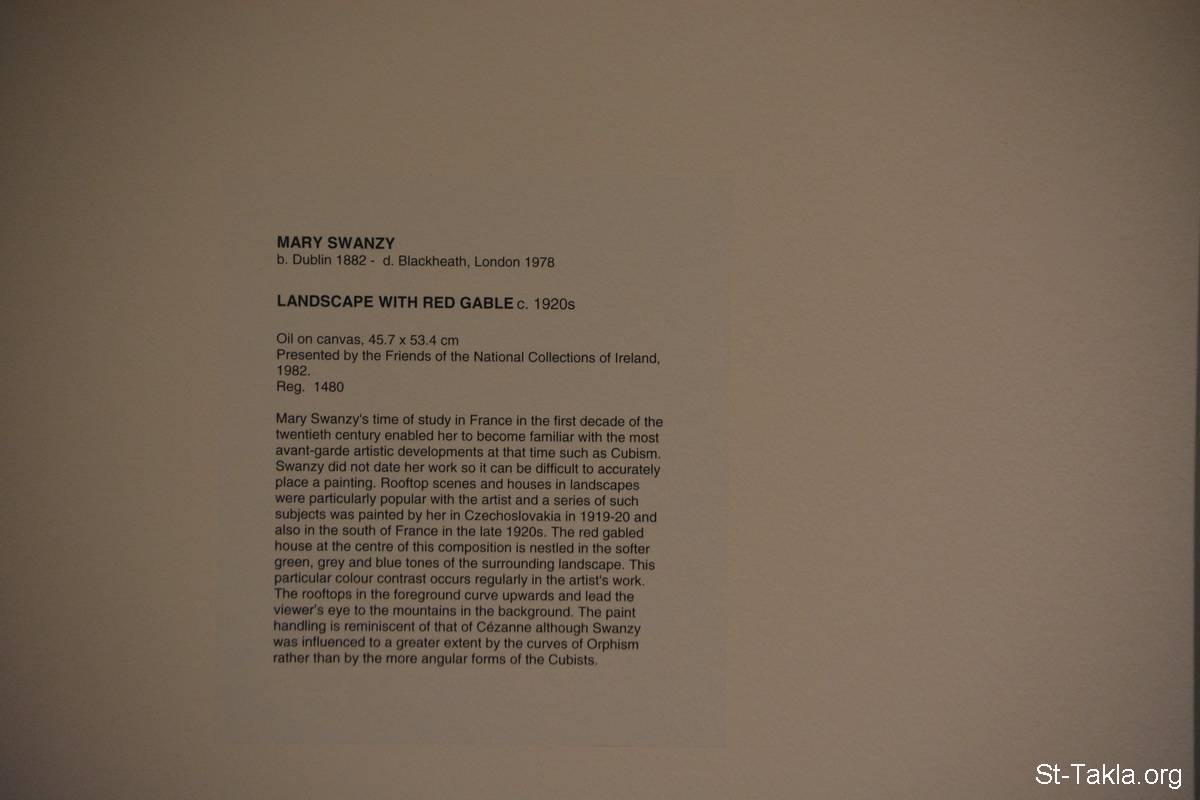 MARY SWANZY
b. Dublin 1882 - d. Blackheath, London 1978
LANDSCAPE WITH RED GABLE c. 1920s
Oil on canvas, 45.7 x 53.4 cm
Presented by the Friends of the National Collections of Ireland,
1982.
Reg. 1480
Mary Swanzy's time of study in France in the first decade of the
twentieth century enabled her to become familiar with the most
avant-garde artistic developments at that time such as Cubism.
Swanzy did not date her work so it can be difficult to accurately
place a painting. Rooftop scenes and houses in landscapes
were particularly popular with the artist and a series of such
subjects was painted by her in Czechoslovakia in 1919-20 and
also in the south of France in the late 1920s. The red gabled
house at the centre of this composition is nestled in the softer
green, grey and blue tones of the surrounding landscape. This
particular colour contrast occurs regularly in the artist's work.
The rooftops in the foreground curve upwards and lead the
viewer's eye to the mountains in the background. The paint
handling is reminiscent of that of Cézanne although Swanzy
was influenced to a greater extent by the curves of Orphism
rather than by the more angular forms of the Cubists.
St-Takla.org